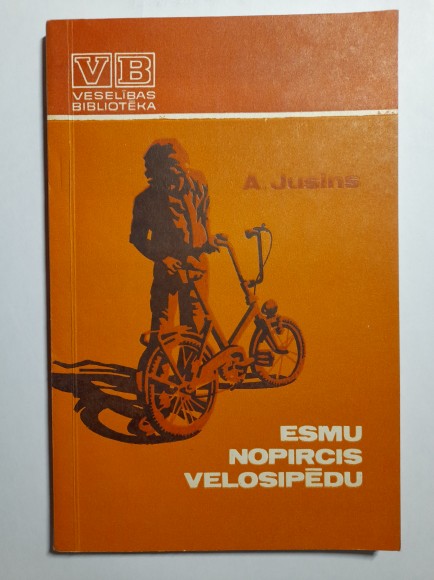 VB
VESELĪBAS
BIBLIOTĒKA
A. Jusins
ESMU
NOPIRCIS
VELOSIPĒDU